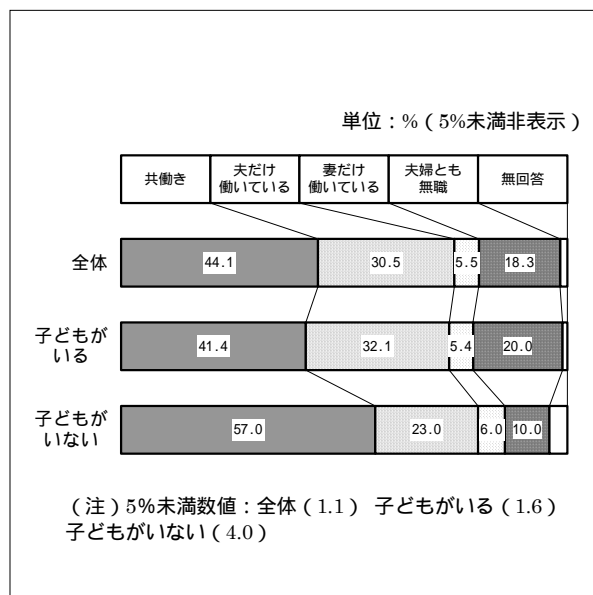 単位：%（5%未満非表示）
共働き 夫だけ 妻だけ 夫婦とも 無回答
働いている 働いている 無職
全体 44.1 30.5 5.5 18.3
子どもが
いる 41.4 32.1 5.4 20.0
子どもが
いない 57.0 23.0 6.0 10.0
（注）5%未満数値：全体（1.1） 子どもがいる（1.6）
子どもがいない（4.0）